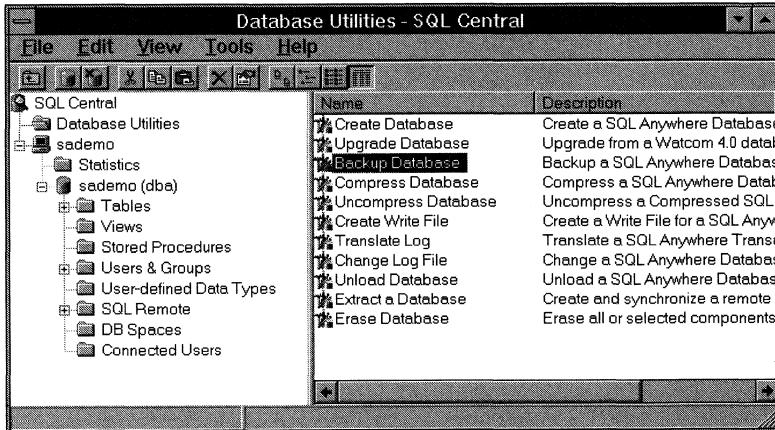 Database Utilities - SQL Central
File Edit View Tools Help
SQL Central
Database Utilities
sademo
Statistics
sademo (dba)
Tables
Views
Stored Procedures
Users & Groups
User-defined Data Types
SQL Remote
DB Spaces
Connected Users
Name Description
Create Database Create a SQL Anywhere Database
Upgrade Database Upgrade from a Watcom 4.0 datab
Backup Database Backup a SQL Anywhere Databas
Compress Database Compress a SQL Anywhere Datab
Uncompress Database Uncompress a Compressed SQL
Create Write File Create a Write File for a SQL Anyw
Translate Log Translate a SQL Anywhere Transa
Change Log File Change a SQL Anywhere Databas
Unload Database Unload a SQL Anywhere Databas
Extract a Database Create and synchronize a remote
Erase Database Erase all or selected components